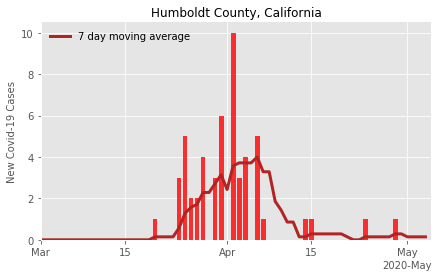 Humboldt County, California
7 day moving average
New Covid-19 Cases
10
8
6
4
2
0
Mar
15
Apr
15
May
2020-May